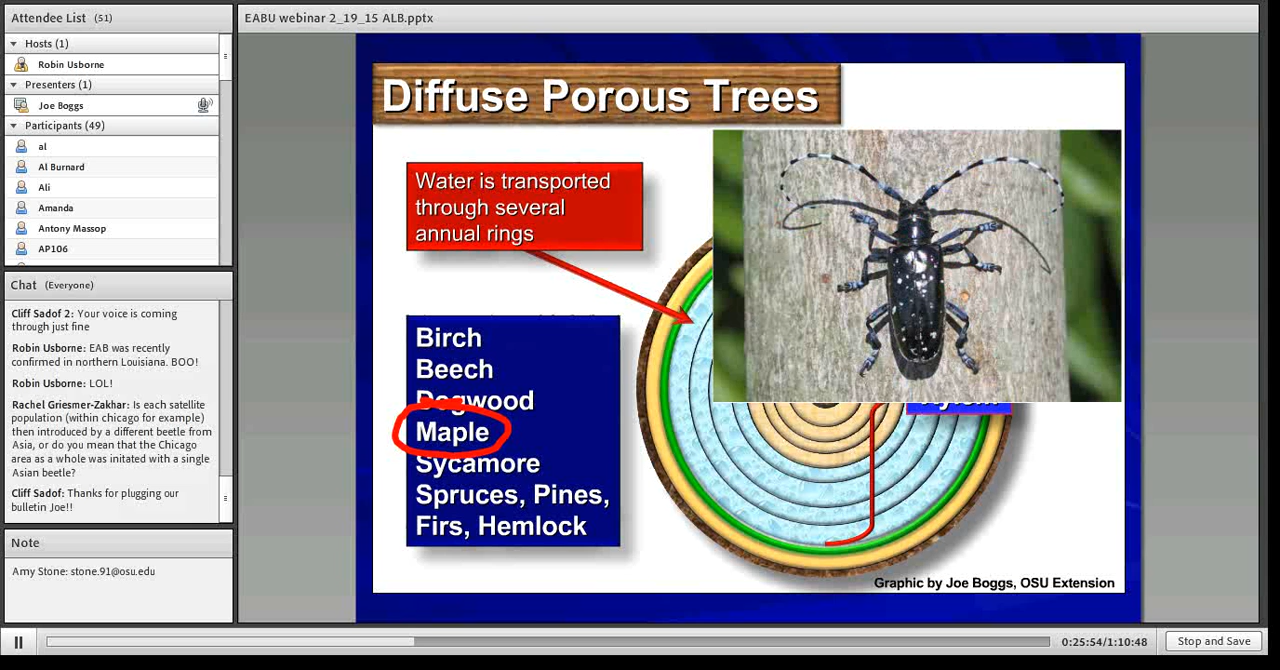 Attendee List (51)
Hosts (1)
Robin Usborne
Presenters (1)
Joe Boggs
Participants (49)
al
Al Burnard
Ali
Amanda
Antony Massop
AP106
Chat (Everyone)
Cliff Sadof 2: Your voice is coming
through just fine
Robin Usborne: EAB was recently
confirmed in northern Louisiana. BOO!
Robin Usborne: LOL!
Rachel Griesmer-Zakhar: Is each satellite
population (within chicago for example)
then introduced by a different beetle from
Asia, or do you mean that the Chicago
area as a whole was initated with a single
Asian beetle?
Cliff Sadof: Thanks for plugging our
bulletin Joe!!
Note
Amy Stone: stone.91@osu.edu
EABU webinar 2_19_15 ALB.pptx
Diffuse Porous Trees
Water is transported
through several
annual rings
Birch
Beech
Dogwood
Maple
Sycamore
Spruces, Pines,
Firs, Hemlock
Graphic by Joe Boggs, OSU Extension
0:25:54/1:10:48
Stop and Save